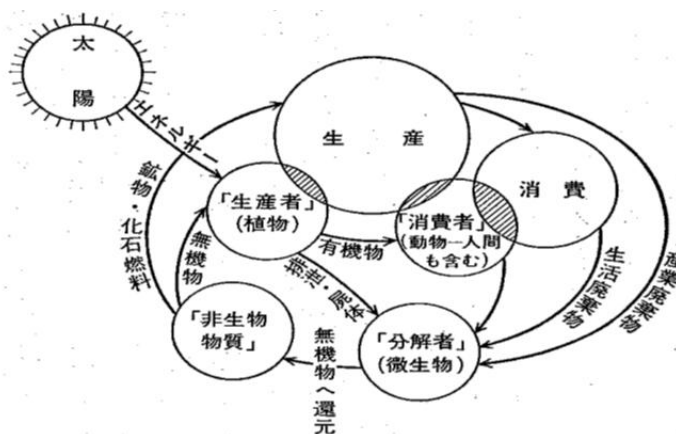 太
陽
エネルギー
生産
消費
「生産者」
(植物)
「消費者」
(動物―人間
も含む)
有機物
無機物
鉱物・化石燃料
排泄・屍体
生活廃棄物
産業廃棄物
「非生物
物質」
「分解者」
(微生物)
無機物へ還元